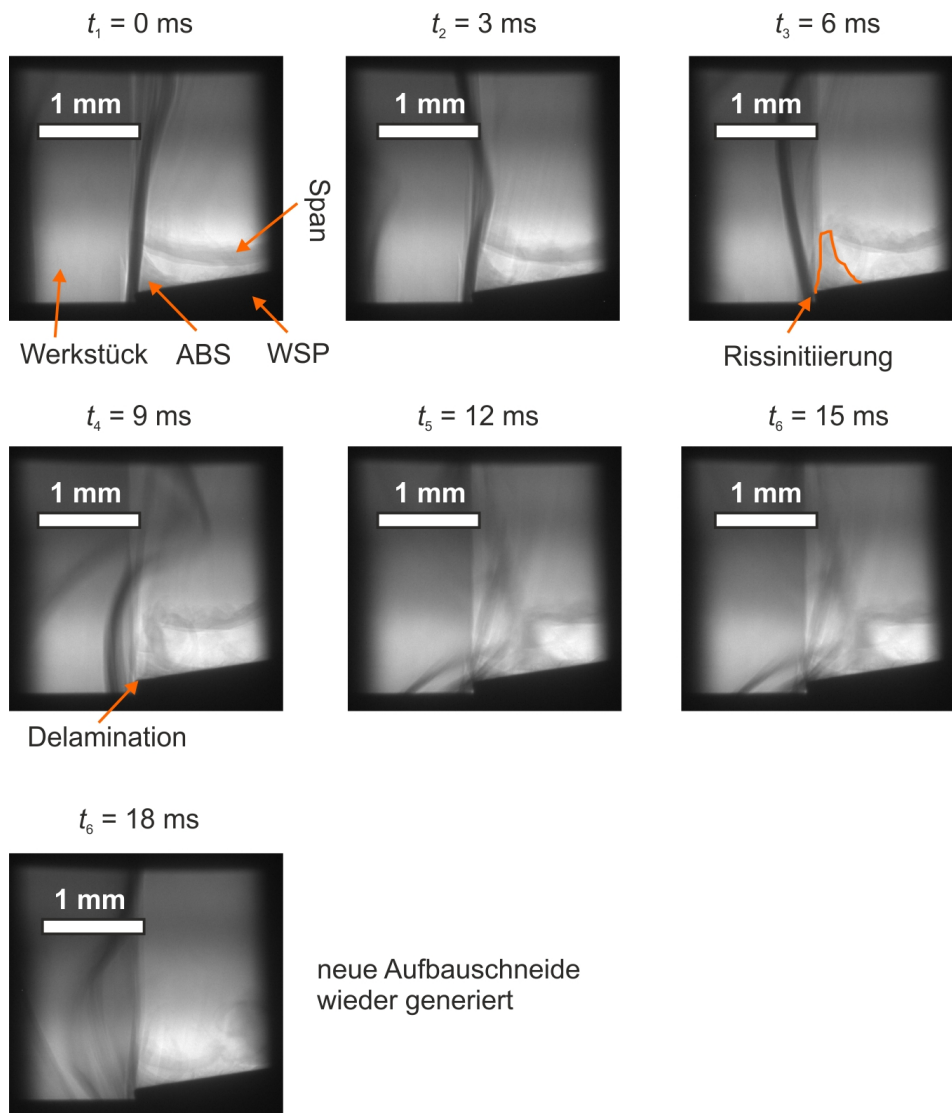 t₁ = 0 ms
t₂ = 3 ms
t₃ = 6 ms
1 mm
1 mm
1 mm
Span
Werkstück
ABS
WSP
Rissinitiierung
t₄ = 9 ms
t₅ = 12 ms
t₆ = 15 ms
1 mm
1 mm
1 mm
Delamination
t₆ = 18 ms
1 mm
neue Aufbauschneide
wieder generiert